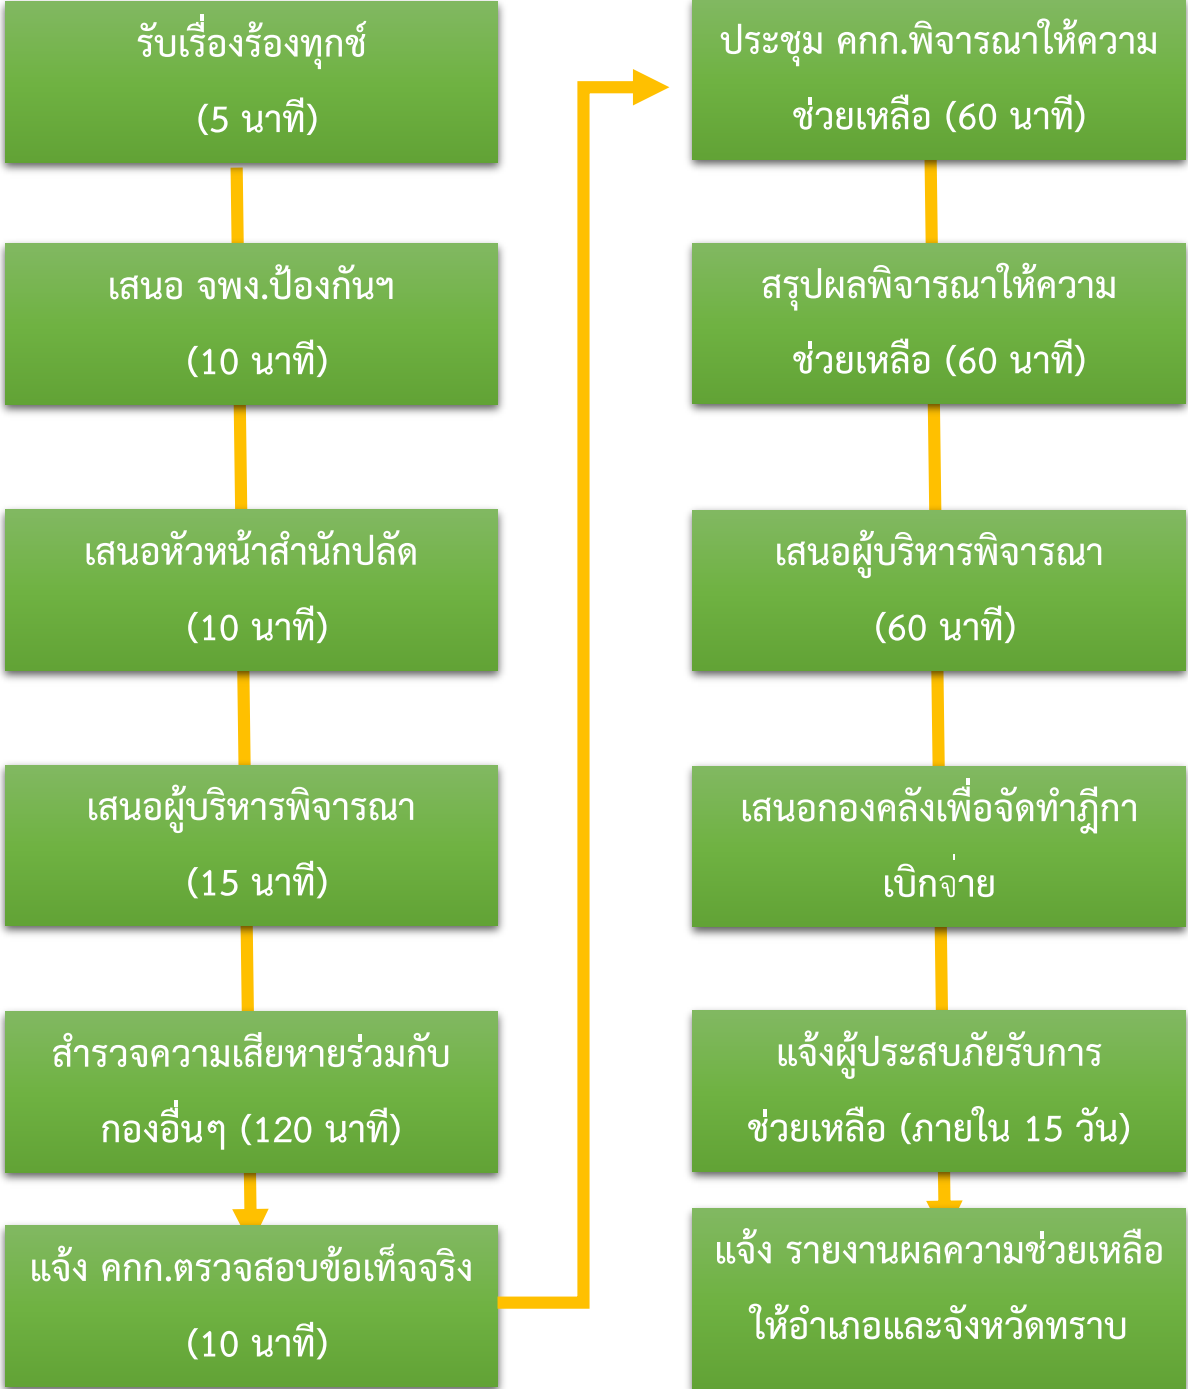 รับเรื่องร้องทุกช์
(5 นาที)
เสนอ จพง.ป้องกันฯ
(10 นาที)
เสนอหัวหน้าสำนักปลัด
(10 นาที)
เสนอผู้บริหารพิจารณา
(15 นาที)
สำรวจความเสียหายร่วมกับ
กองอื่นๆ (120 นาที)
แจ้ง คกก.ตรวจสอบข้อเท็จจริง
(10 นาที)
ประชุม คกก.พิจารณาให้ความ
ช่วยเหลือ (60 นาที)
สรุปผลพิจารณาให้ความ
ช่วยเหลือ (60 นาที)
เสนอผู้บริหารพิจารณา
(60 นาที)
เสนอกองคลังเพื่อจัดทำฎีกา
เบิกจ่าย
แจ้งผู้ประสบภัยรับการ
ช่วยเหลือ (ภายใน 15 วัน)
แจ้ง รายงานผลความช่วยเหลือ
ให้อำเภอและจังหวัดทราบ